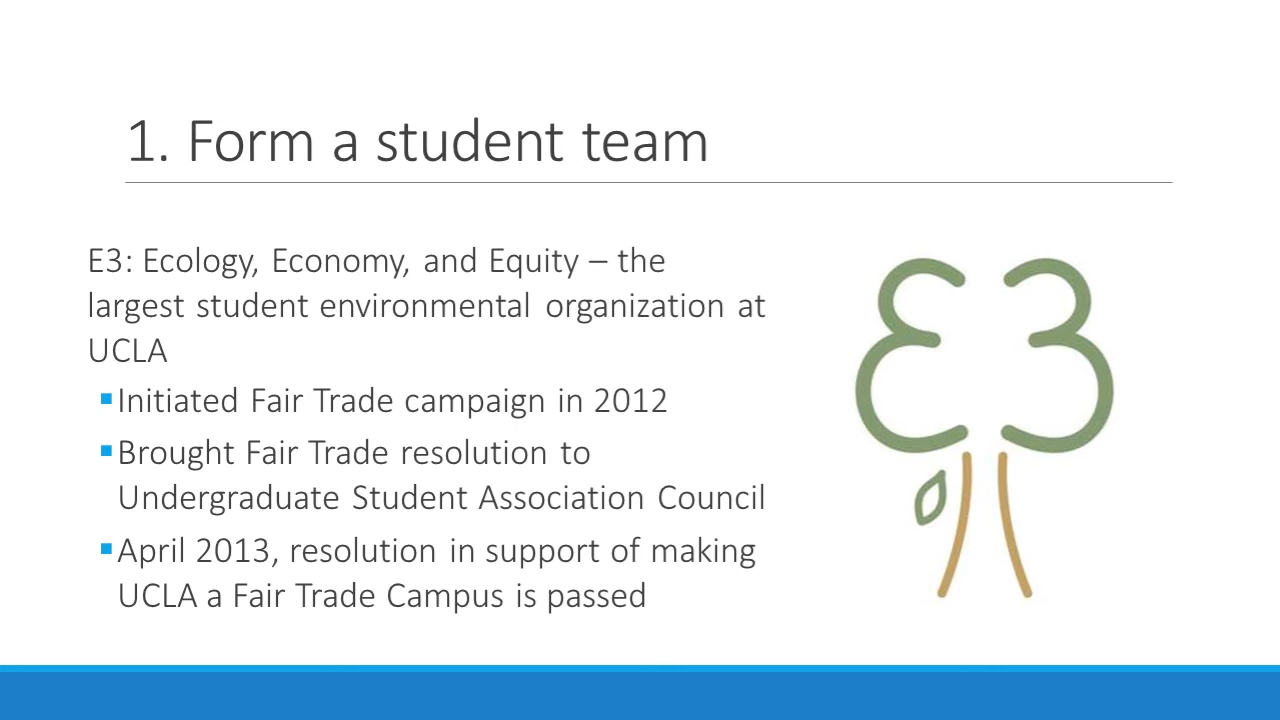 1. Form a student team
E3: Ecology, Economy, and Equity – the
largest student environmental organization at
UCLA
Initiated Fair Trade campaign in 2012
Brought Fair Trade resolution to
Undergraduate Student Association Council
April 2013, resolution in support of making
UCLA a Fair Trade Campus is passed